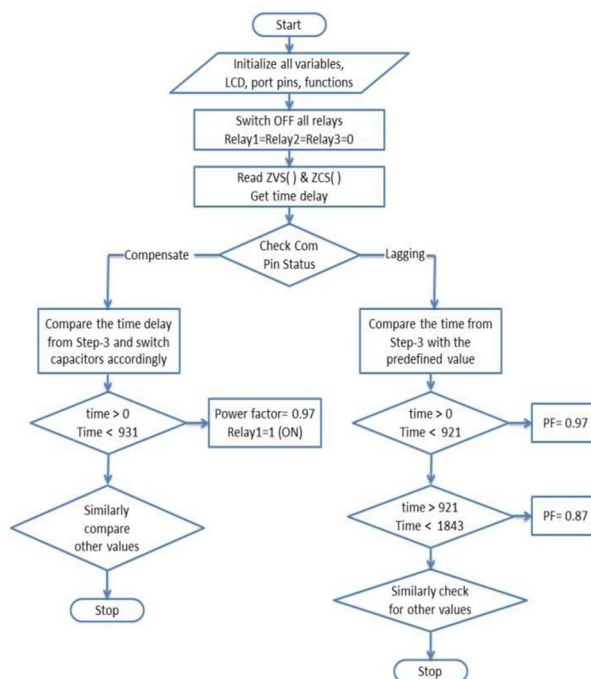 Start
Initialize all variables,
LCD, port pins, functions
Switch OFF all relays
Relay1=Relay2=Relay3=0
Read ZVS( ) & ZCS( )
Get time delay
Check Com
Pin Status
Compensate
Lagging
Compare the time delay
from Step-3 and switch
capacitors accordingly
time > 0
Time < 931
Power factor= 0.97
Relay1=1 (ON)
Similarly
compare
other values
Stop
Compare the time from
Step-3 with the
predefined value
time > 0
Time < 921
PF= 0.97
time > 921
Time < 1843
PF= 0.87
Similarly check
for other values
Stop